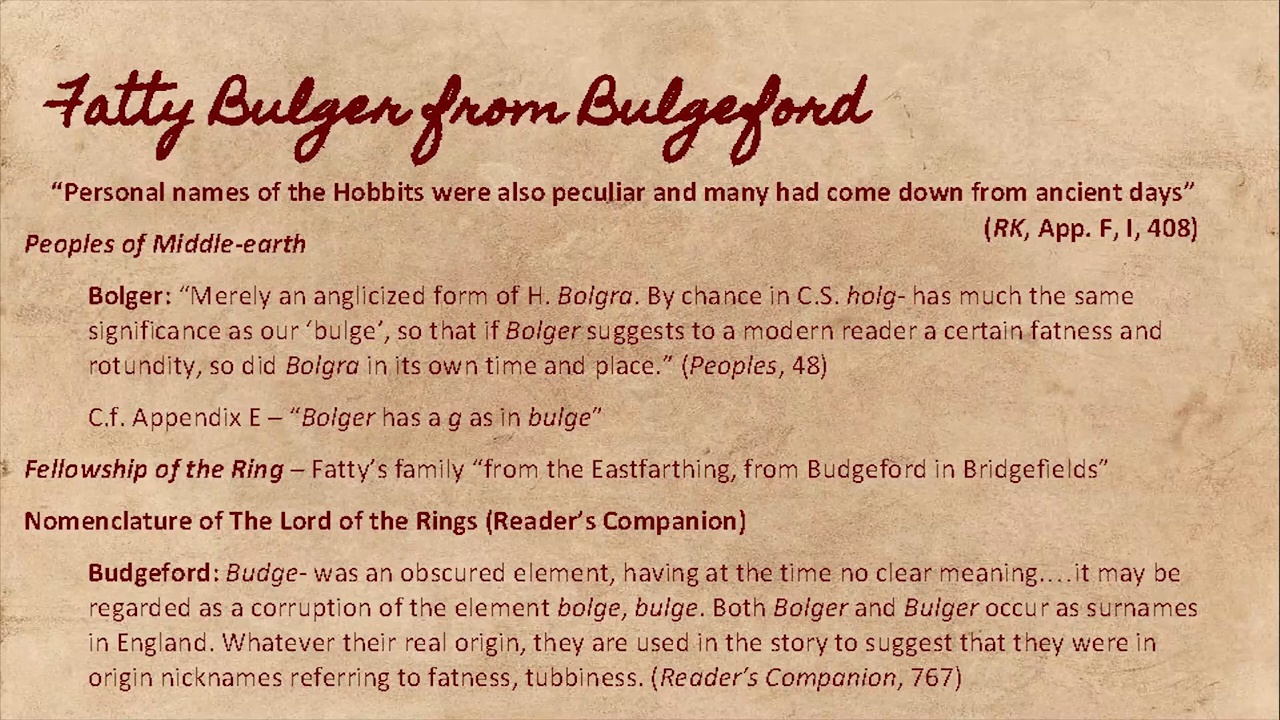 Fatty Bulger from Bulgeford
“Personal names of the Hobbits were also peculiar and many had come down from ancient days”
(RK, App. F, I, 408)
Peoples of Middle-earth
Bolger: “Merely an anglicized form of H. Bolgra. By chance in C.S. holg- has much the same
significance as our ‘bulge’, so that if Bolger suggests to a modern reader a certain fatness and
rotundity, so did Bolgra in its own time and place.” (Peoples, 48)
C.f. Appendix E – “Bolger has a g as in bulge”
Fellowship of the Ring – Fatty’s family “from the Eastfarthing, from Budgeford in Bridgefields”
Nomenclature of The Lord of the Rings (Reader’s Companion)
Budgeford: Budge- was an obscured element, having at the time no clear meaning....it may be
regarded as a corruption of the element bolge, bulge. Both Bolger and Bulger occur as surnames
in England. Whatever their real origin, they are used in the story to suggest that they were in
origin nicknames referring to fatness, tubbiness. (Reader’s Companion, 767)